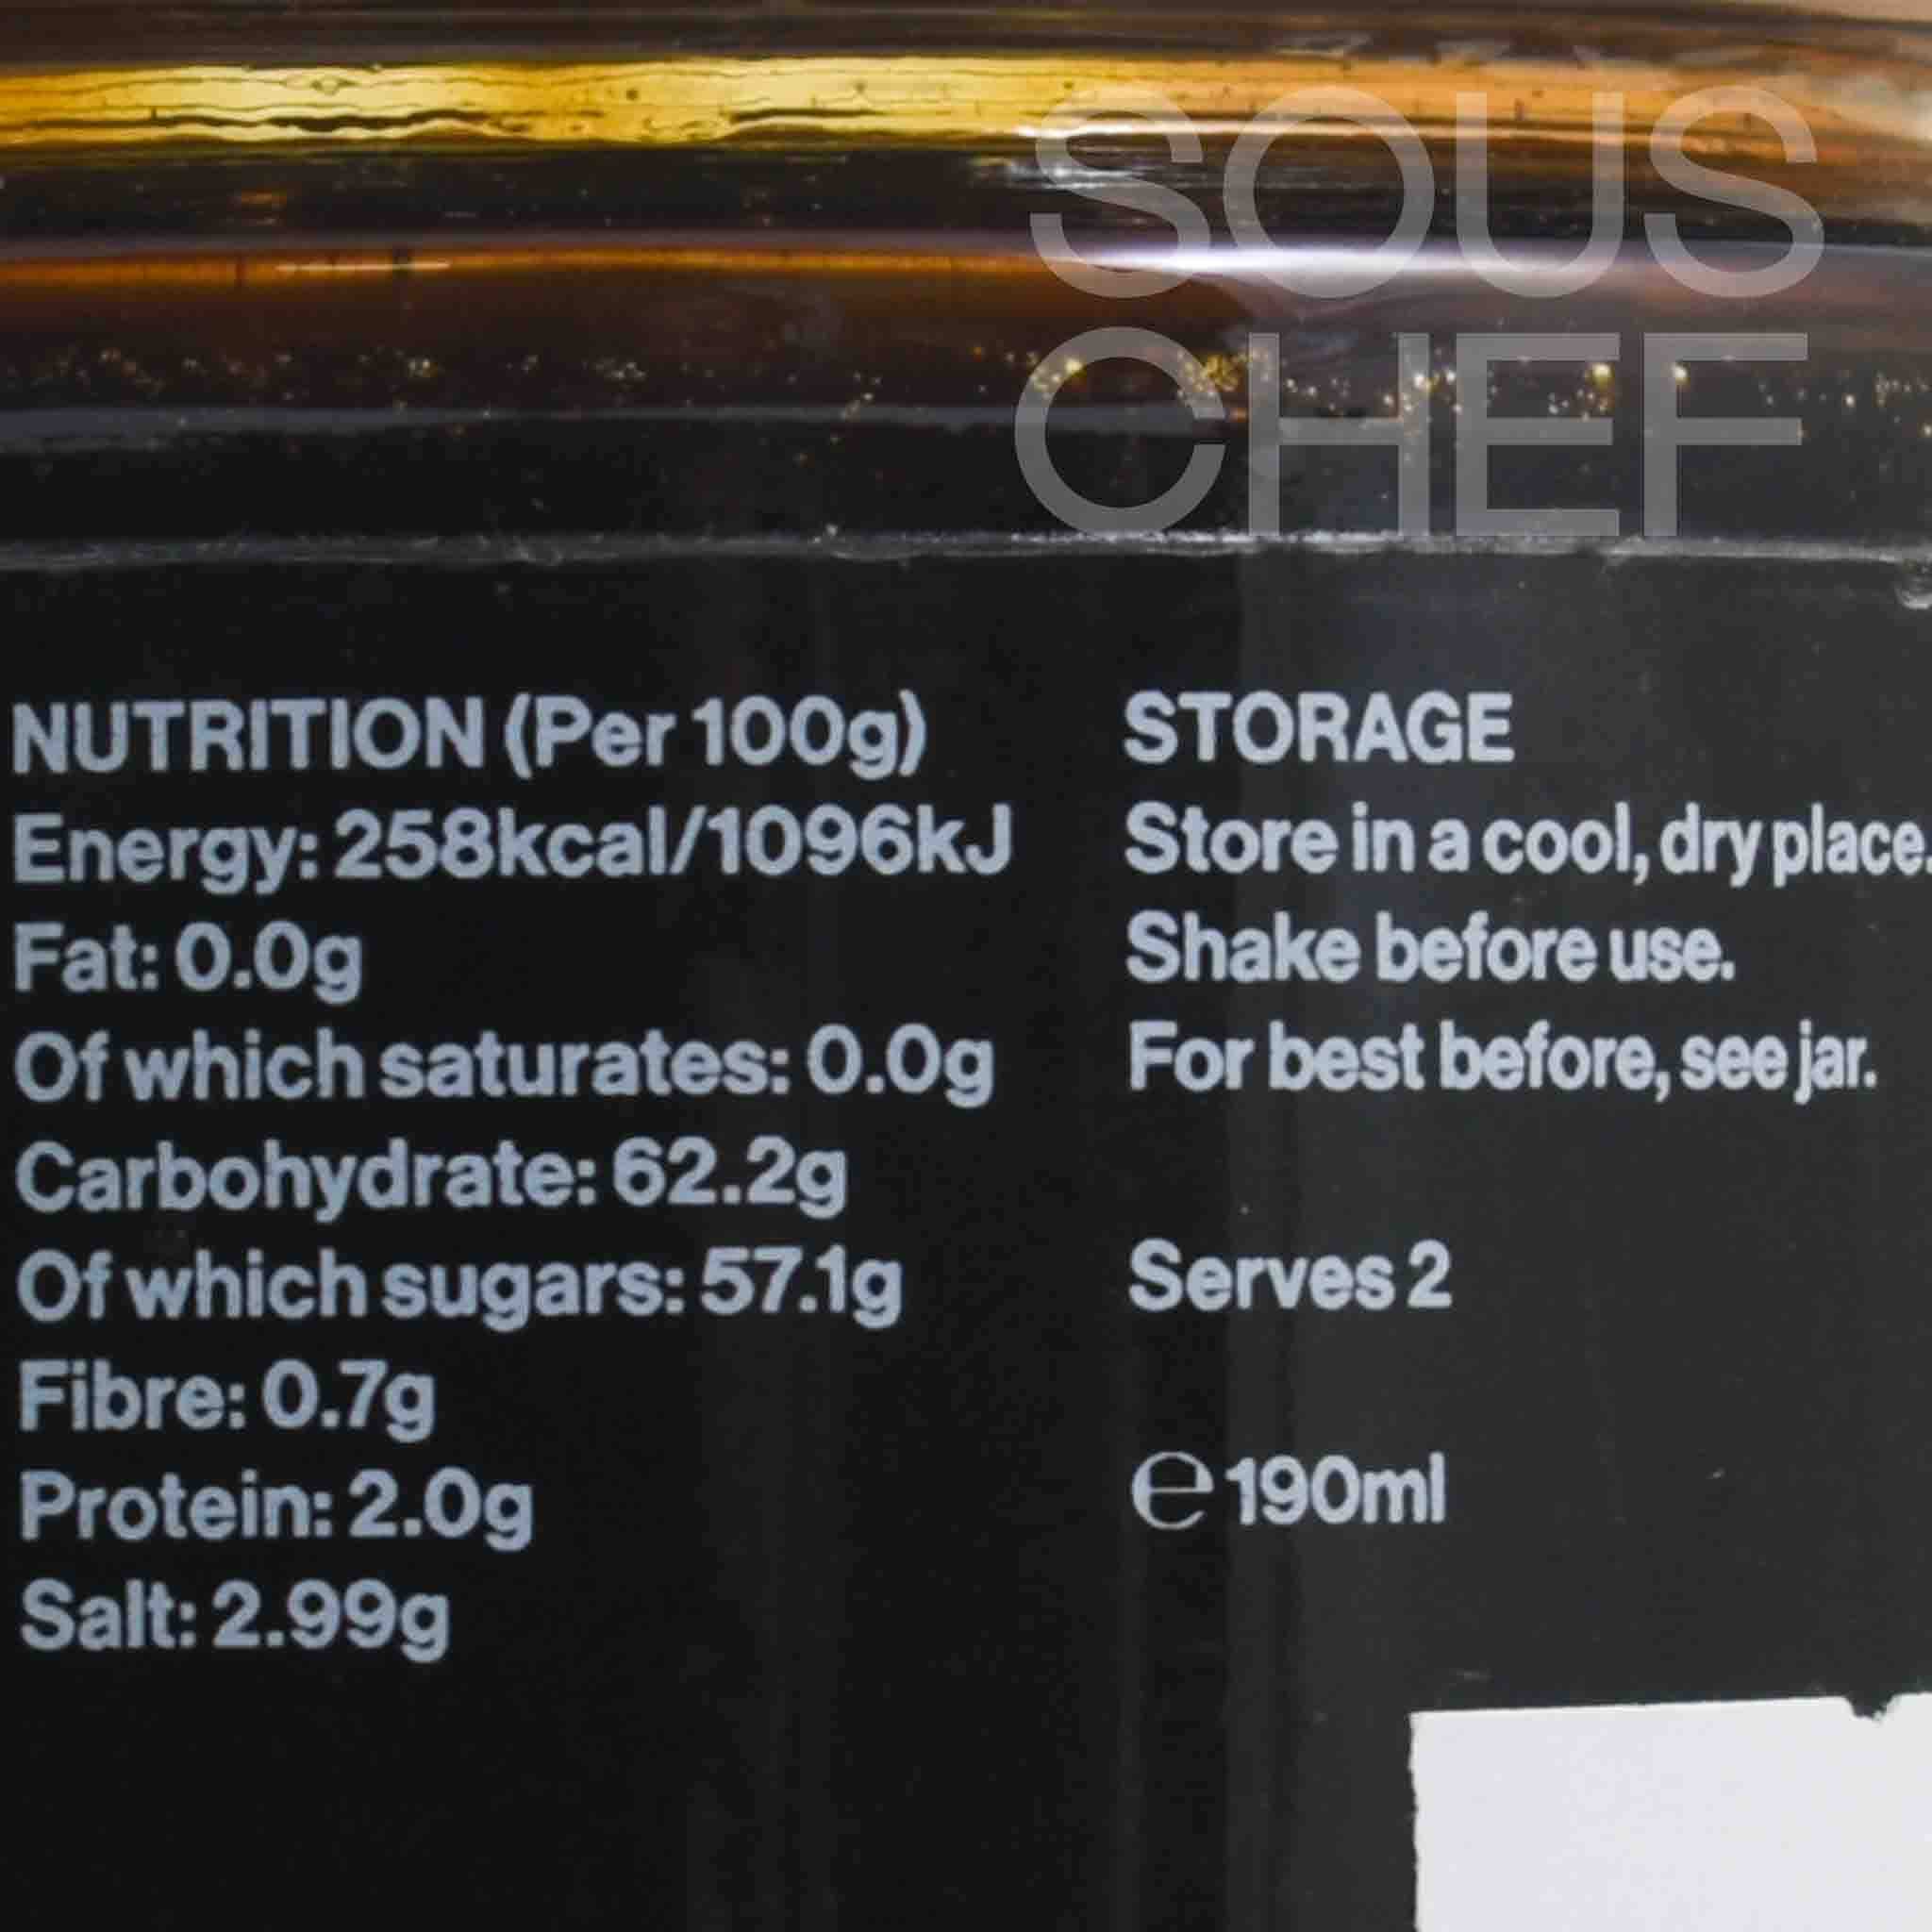 SOUS
CHEF
NUTRITION (Per 100g)
Energy: 258kcal/1096kJ
Fat: 0.0g
Of which saturates: 0.0g
Carbohydrate: 62.2g
Of which sugars: 57.1g
Fibre: 0.7g
Protein: 2.0g
Salt: 2.99g
STORAGE
Store in a cool, dry place.
Shake before use.
For best before, see jar.
Serves 2
℮190ml